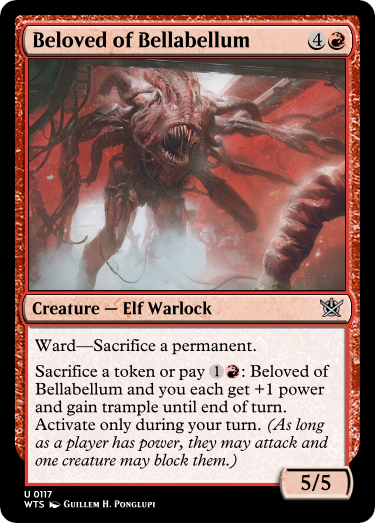 Beloved of Bellabellum 4
Creature — Elf Warlock
Ward—Sacrifice a permanent.
Sacrifice a token or pay 1 : Beloved of
Bellabellum and you each get +1 power
and gain trample until end of turn.
Activate only during your turn. (As long
as a player has power, they may attack and
one creature may block them.)
5/5
U 0117
WTS Guillem H. Ponglupi